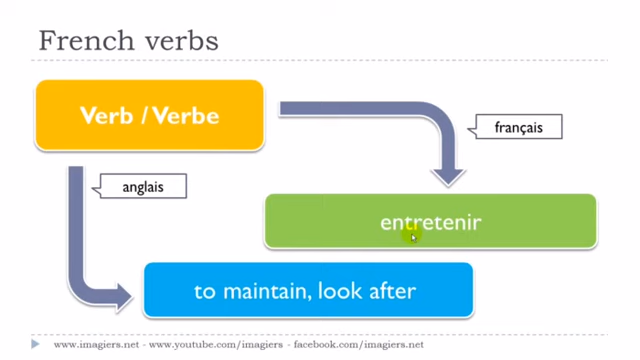 French verbs
Verb / Verbe
français
anglais
entretenir
to maintain, look after
www.imagiers.net - www.youtube.com/imagiers - facebook.com/imagiers.net